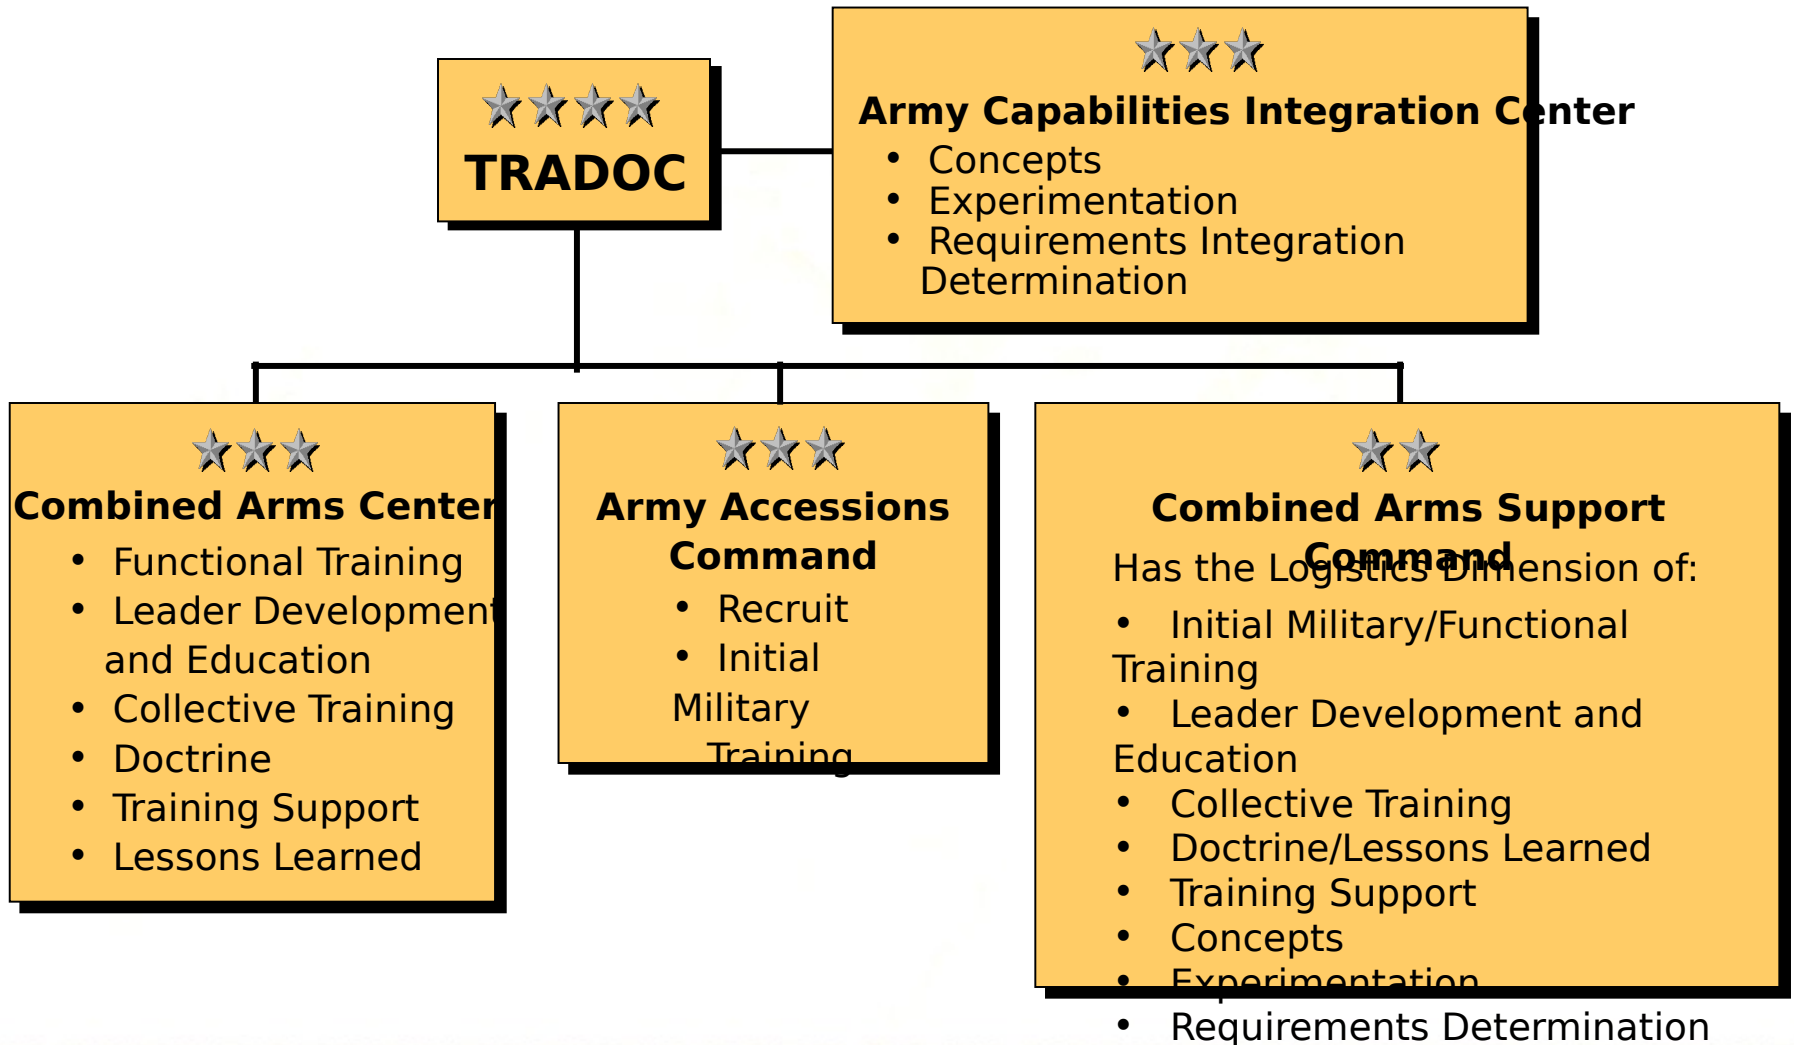 TRADOC
Army Capabilities Integration Center
• Concepts
• Experimentation
• Requirements Integration
Determination
Combined Arms Center
• Functional Training
• Leader Development
and Education
• Collective Training
• Doctrine
• Training Support
• Lessons Learned
Army Accessions
Command
• Recruit
• Initial
Military
Training
Combined Arms Support
Command
Has the Logistics Dimension of:
• Initial Military/Functional
Training
• Leader Development and
Education
• Collective Training
• Doctrine/Lessons Learned
• Training Support
• Concepts
• Experimentation
• Requirements Determination